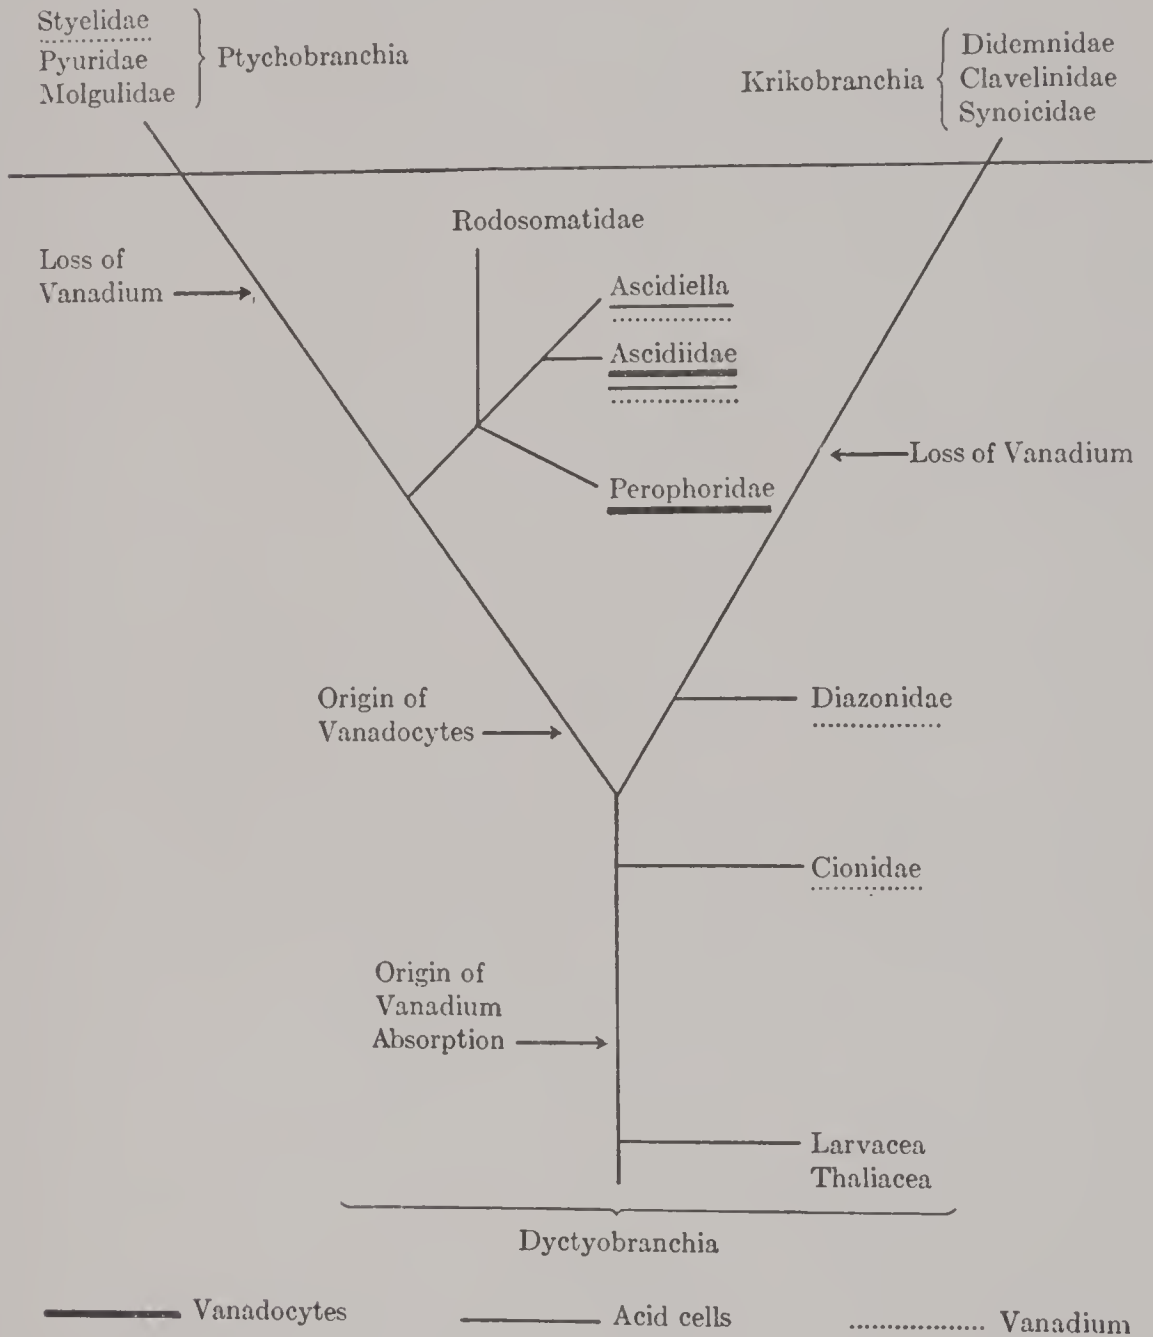 Styelidae
Pyuridae
Molgulidae
Ptychobranchia
Krikobranchia
Didemnidae
Clavelinidae
Synoicidae
Rodosomatidae
Loss of
Vanadium
Ascidiella
Ascidiidae
Loss of Vanadium
Perophoridae
Origin of
Vanadocytes
Diazonidae
Cionidae
Origin of
Vanadium
Absorption
Larvacea
Thaliacea
Dyctyobranchia
Vanadocytes
Acid cells
Vanadium